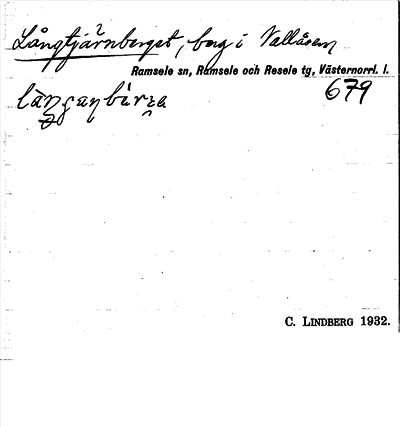 Långtjärnberget, berg i Vallåsen
Ramsele sn, Ramsele och Resele tg, Västernorrl. l.
679
C. LINDBERG 1932.